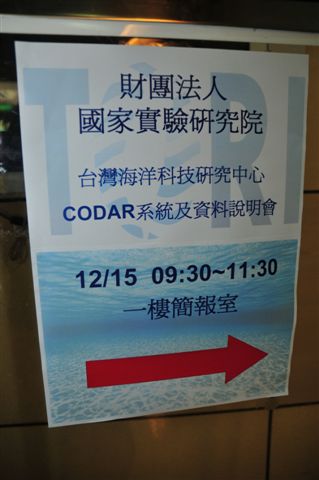 TORI
財團法人
國家實驗研究院
台灣海洋科技研究中心
CODAR系統及資料說明會
12/15 09:30~11:30
一樓簡報室